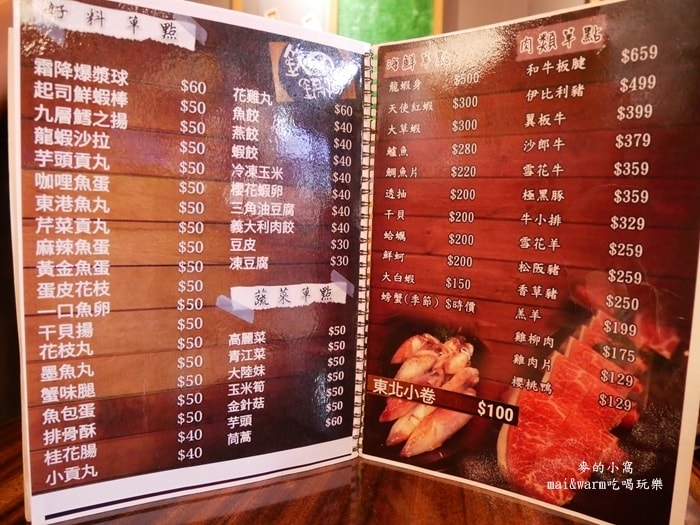 好料單點
霜降爆漿球 $60
起司鮮蝦棒 $50
九層鱈之揚 $50
龍蝦沙拉 $50
芋頭貢丸 $50
咖哩魚蛋 $50
東港魚丸 $50
芹菜貢丸 $50
麻辣魚蛋 $50
黃金魚蛋 $50
蛋皮花枝 $50
一口魚卵 $50
干貝揚 $50
花枝丸 $50
墨魚丸 $50
蟹味腿 $50
魚包蛋 $50
排骨酥 $50
桂花腸 $40
小貢丸 $40
花雞丸 $60
魚餃 $40
燕餃 $40
蝦餃 $40
冷凍玉米 $40
櫻花蝦卵 $40
三角油豆腐 $40
義大利肉餃 $40
豆皮 $30
凍豆腐 $30
蔬菜單點
高麗菜 $50
青江菜 $50
大陸妹 $50
玉米筍 $50
金針菇 $50
芋頭 $50
茼蒿 $60
海鮮單點
龍蝦身 $500
天使紅蝦 $300
大草蝦 $300
鱸魚 $280
鯛魚片 $220
透抽 $200
干貝 $200
蛤蠣 $200
鮮蚵 $200
大白蝦 $150
螃蟹(季節) $時價
東北小卷 $100
肉類單點
和牛板腱 $659
伊比利豬 $499
翼板牛 $399
沙郎牛 $379
雪花牛 $359
極黑豚 $359
牛小排 $329
雪花羊 $259
松阪豬 $259
香草豬 $250
羔羊 $199
雞柳肉 $175
雞肉片 $129
櫻桃鴨 $129
麥的小窩
mai&warm吃喝玩樂